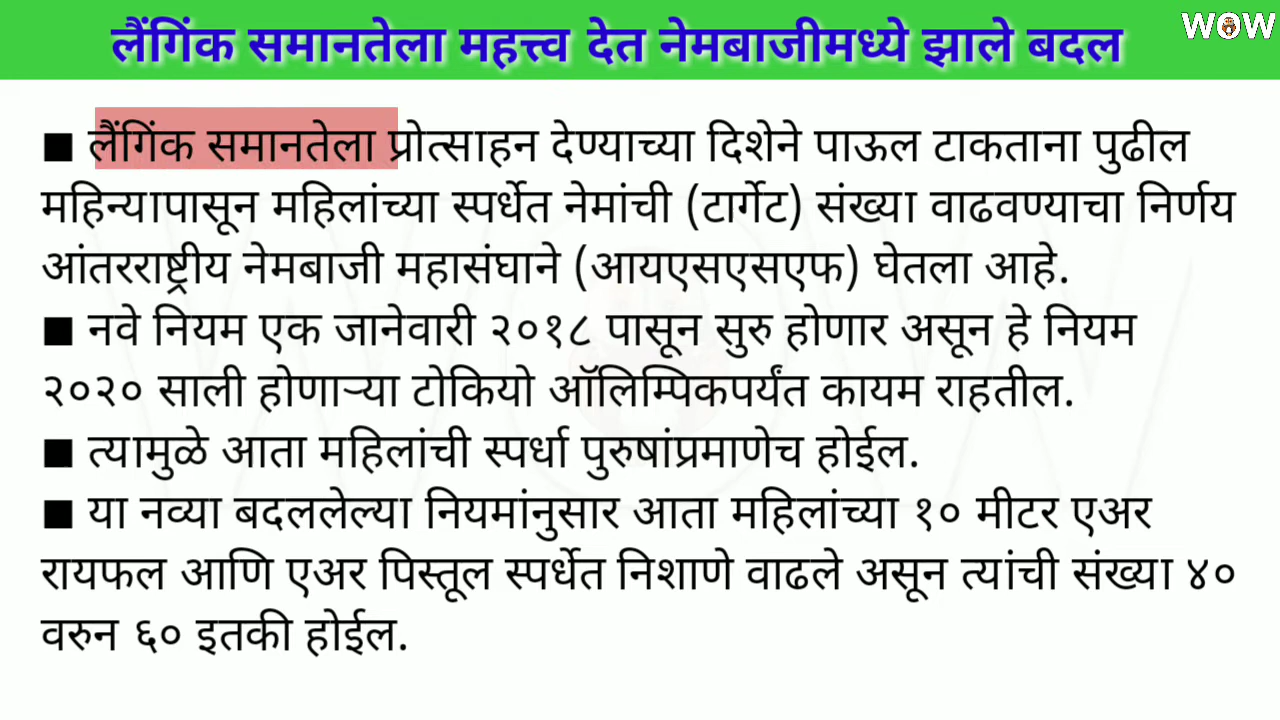 लैंगिंक समानतेला महत्त्व देत नेमबाजीमध्ये झाले बदल
WOW
■ लैंगिंक समानतेला प्रोत्साहन देण्याच्या दिशेने पाऊल टाकताना पुढील
महिन्यापासून महिलांच्या स्पर्धेत नेमांची (टार्गेट) संख्या वाढवण्याचा निर्णय
आंतरराष्ट्रीय नेमबाजी महासंघाने (आयएसएसएफ) घेतला आहे.
■ नवे नियम एक जानेवारी २०१८ पासून सुरु होणार असून हे नियम
२०२० साली होणाऱ्या टोकियो ऑलिम्पिकपर्यंत कायम राहतील.
■ त्यामुळे आता महिलांची स्पर्धा पुरुषांप्रमाणेच होईल.
■ या नव्या बदललेल्या नियमांनुसार आता महिलांच्या १० मीटर एअर
रायफल आणि एअर पिस्तूल स्पर्धेत निशाणे वाढले असून त्यांची संख्या ४०
वरुन ६० इतकी होईल.